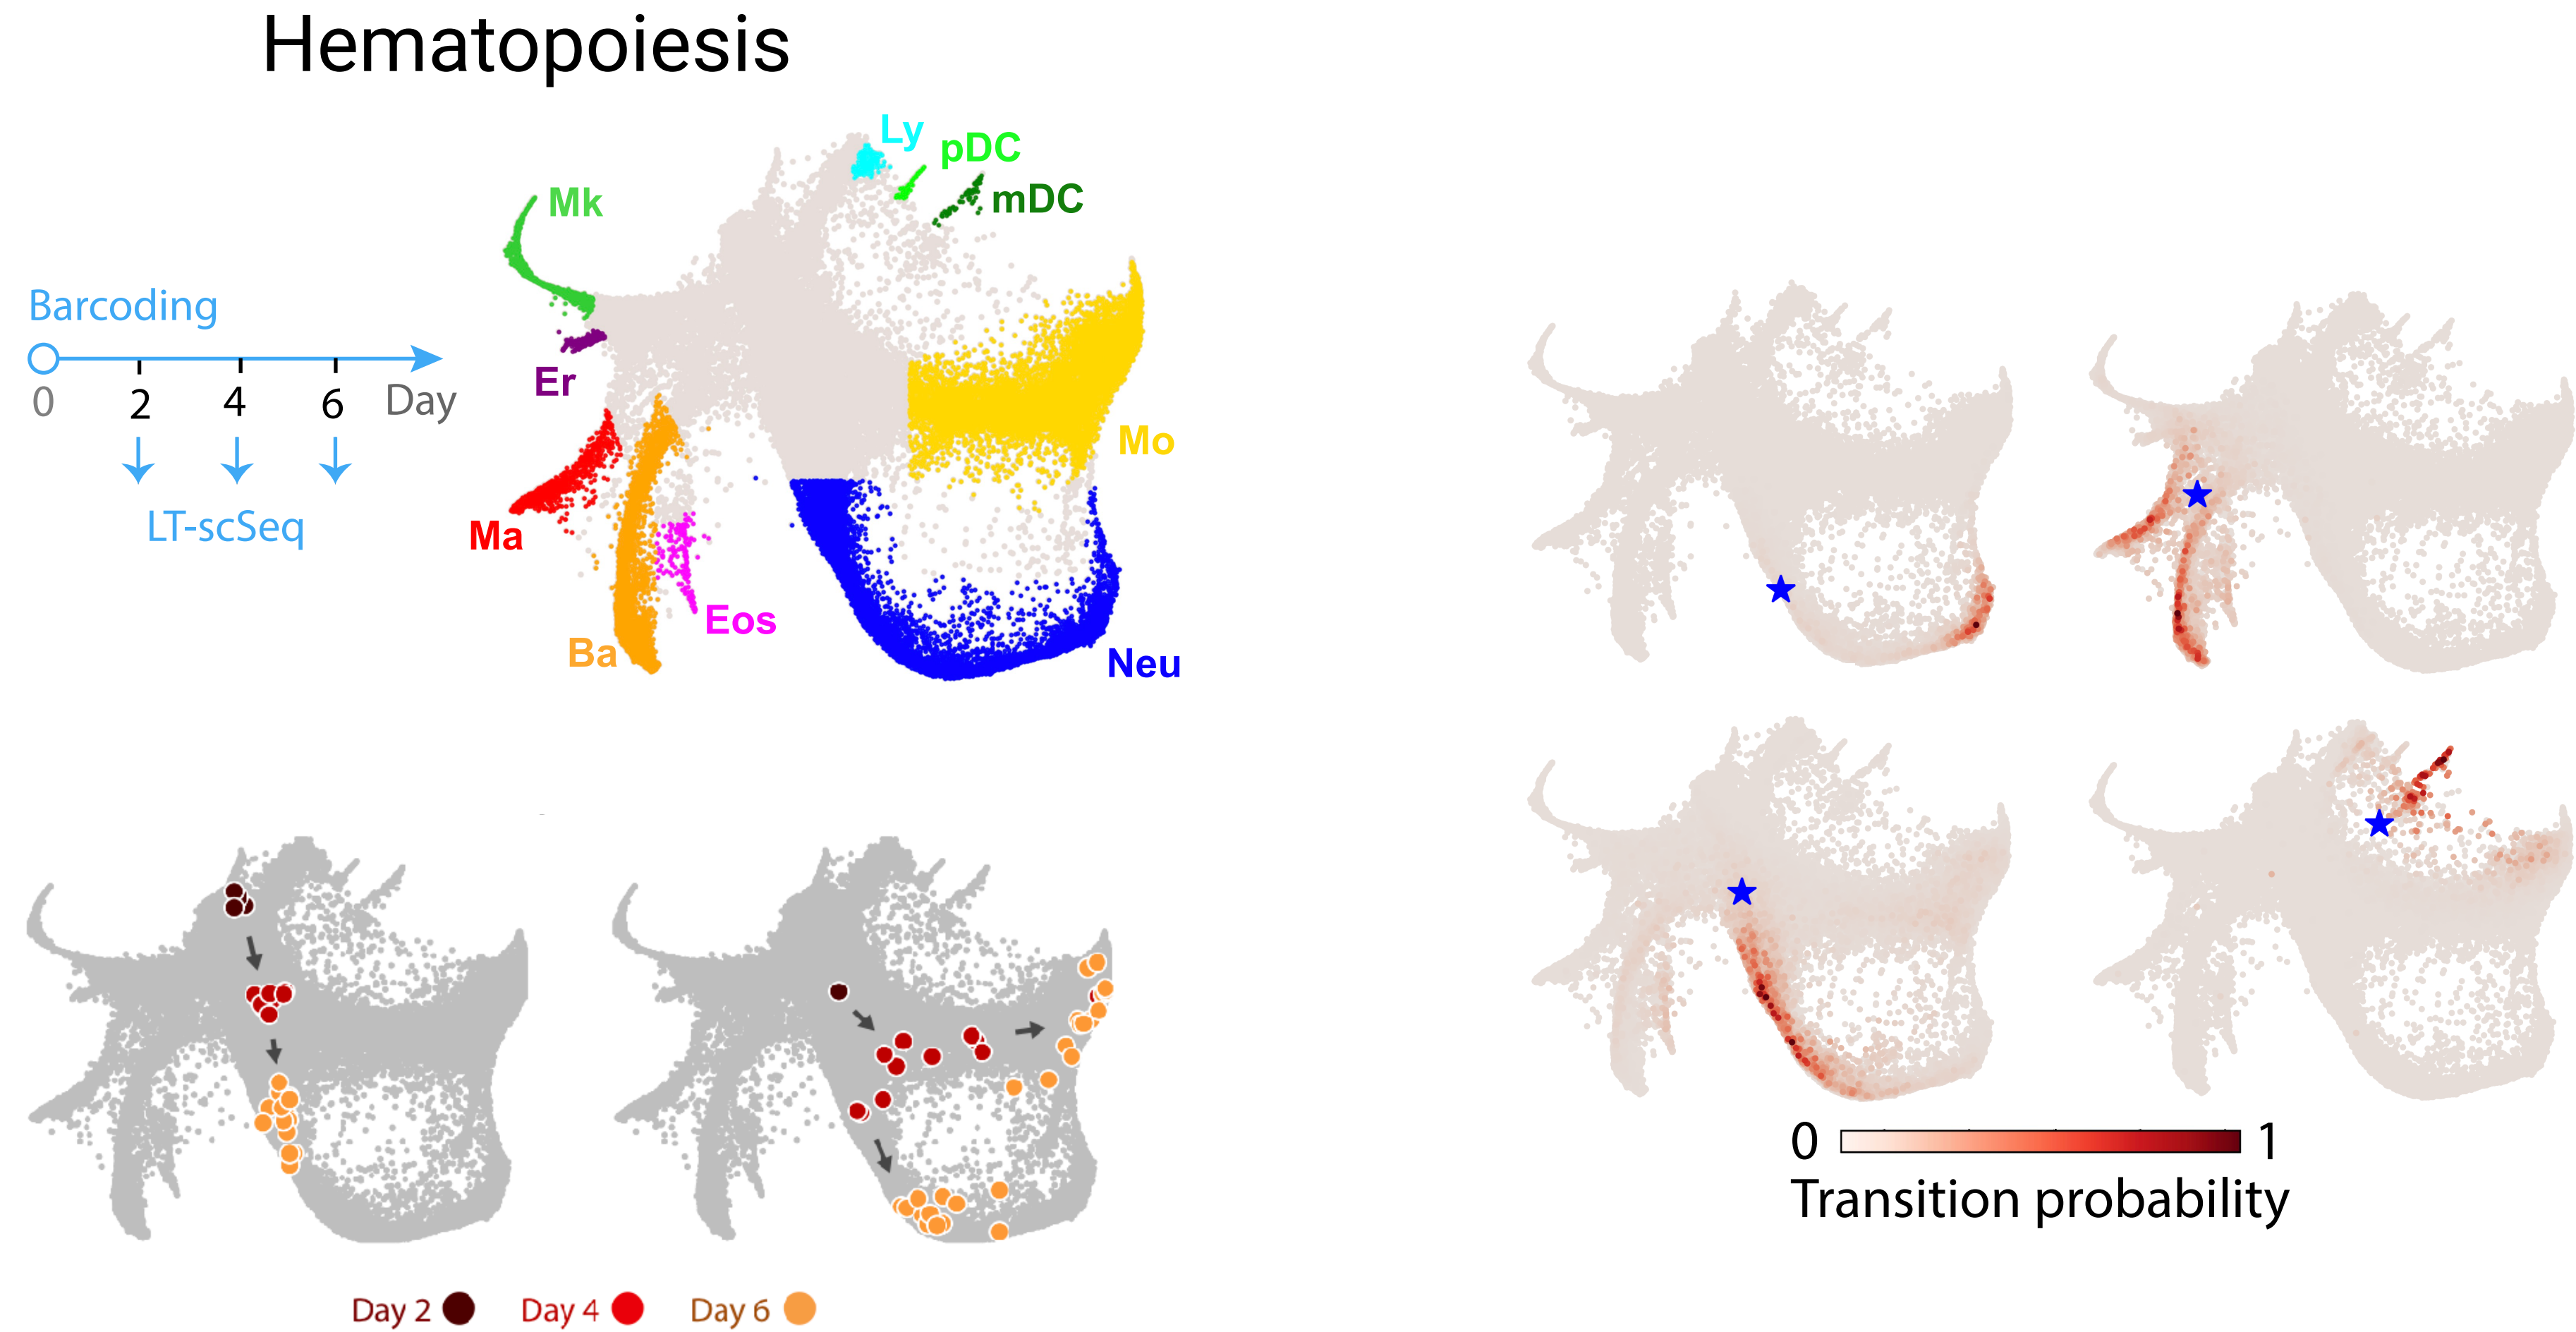 Hematopoiesis
Barcoding
0 2 4 6 Day
LT-scSeq
Ly
pDC
mDC
Mk
Er
Ma
Ba
Eos
Mo
Neu
Day 2 Day 4 Day 6
0 1
Transition probability